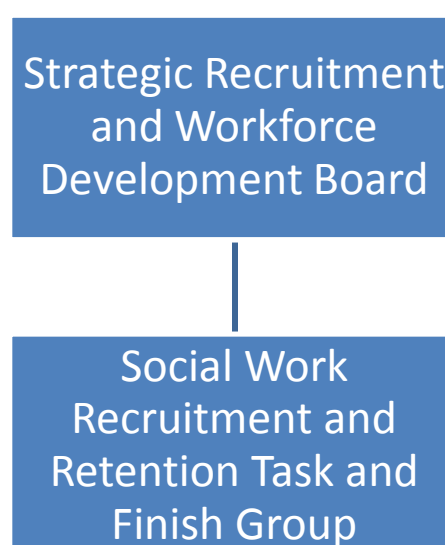 Strategic Recruitment
and Workforce
Development Board
Social Work
Recruitment and
Retention Task and
Finish Group